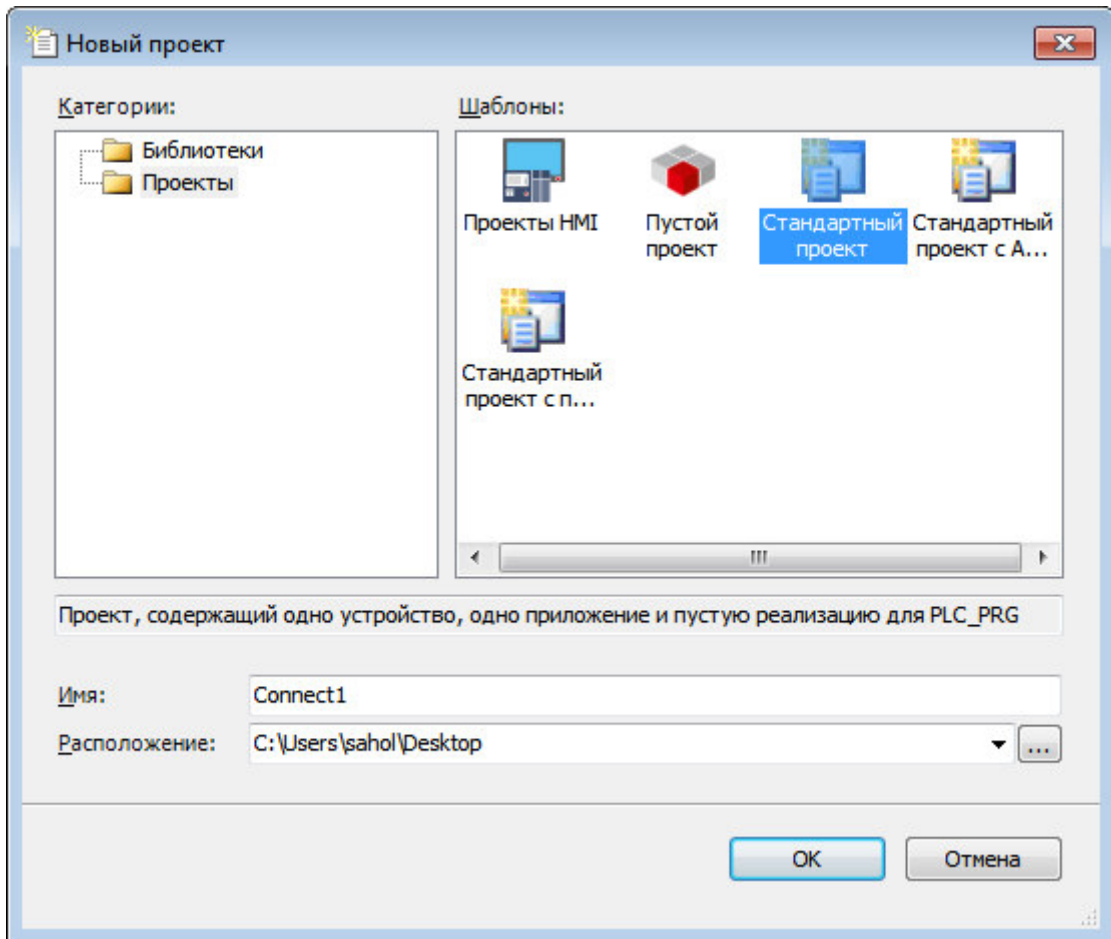 Новый проект
Категории:
Библиотеки
Проекты
Шаблоны:
Проекты HMI
Пустой
проект
Стандартный
проект
Стандартный
проект с А...
Стандартный
проект с п...
Проект, содержащий одно устройство, одно приложение и пустую реализацию для PLC_PRG
Имя:
Connect1
Расположение:
C:\Users\sahol\Desktop
...
OK
Отмена